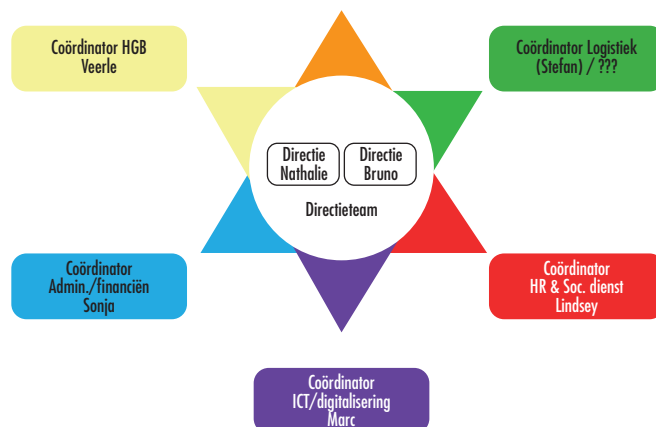 Coördinator HGB
Veerle
Coördinator Logistiek
(Stefan) / ???
Directie
Nathalie
Directie
Bruno
Directieteam
Coördinator
Admin./financiën
Sonja
Coördinator
HR & Soc. dienst
Lindsey
Coördinator
ICT/digitalisering
Marc